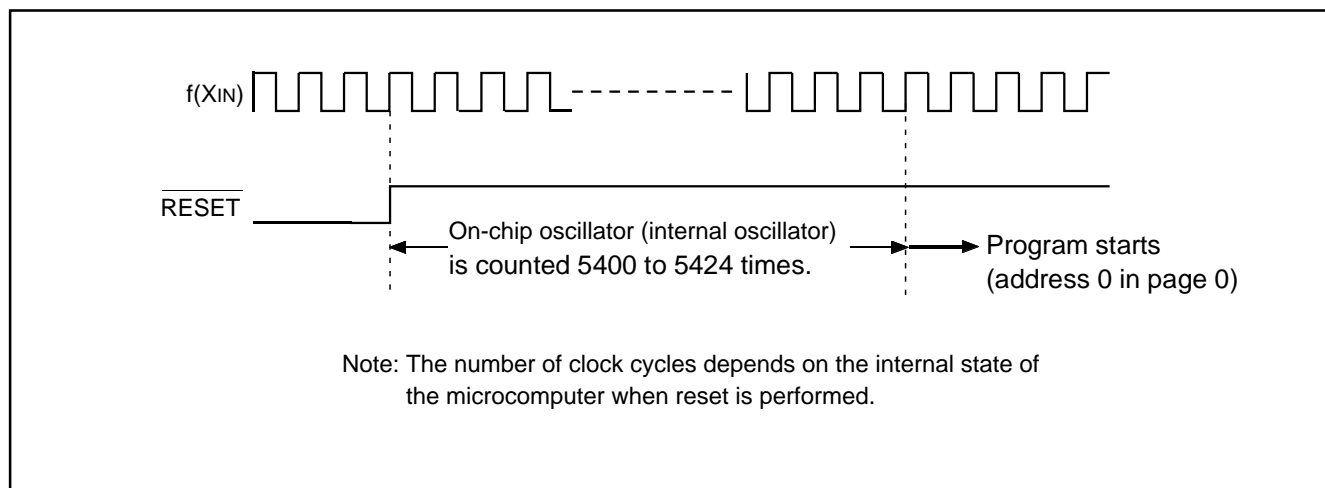 f(XIN)
RESET
On-chip oscillator (internal oscillator)
is counted 5400 to 5424 times.
Program starts
(address 0 in page 0)
Note: The number of clock cycles depends on the internal state of
the microcomputer when reset is performed.